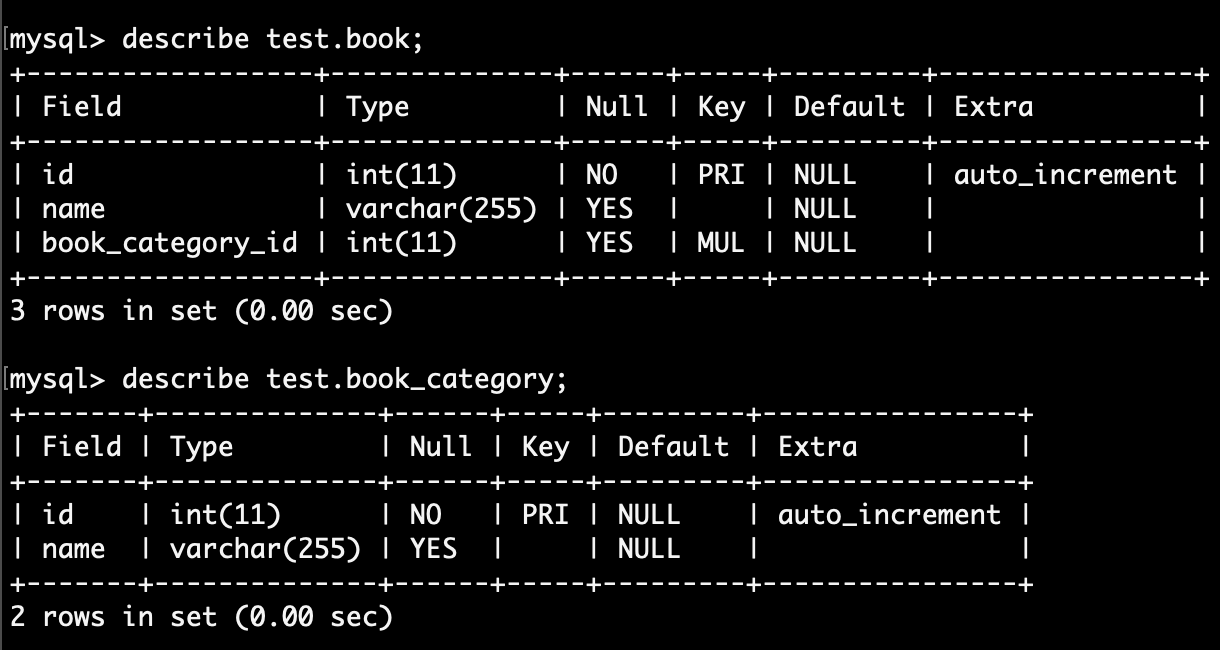 mysql> describe test.book;
+------------------+--------------+------+-----+---------+----------------+
| Field            | Type         | Null | Key | Default | Extra          |
+------------------+--------------+------+-----+---------+----------------+
| id               | int(11)      | NO   | PRI | NULL    | auto_increment |
| name             | varchar(255) | YES  |     | NULL    |                |
| book_category_id | int(11)      | YES  | MUL | NULL    |                |
+------------------+--------------+------+-----+---------+----------------+
3 rows in set (0.00 sec)
mysql> describe test.book_category;
+-------+--------------+------+-----+---------+----------------+
| Field | Type         | Null | Key | Default | Extra          |
+-------+--------------+------+-----+---------+----------------+
| id    | int(11)      | NO   | PRI | NULL    | auto_increment |
| name  | varchar(255) | YES  |     | NULL    |                |
+-------+--------------+------+-----+---------+----------------+
2 rows in set (0.00 sec)